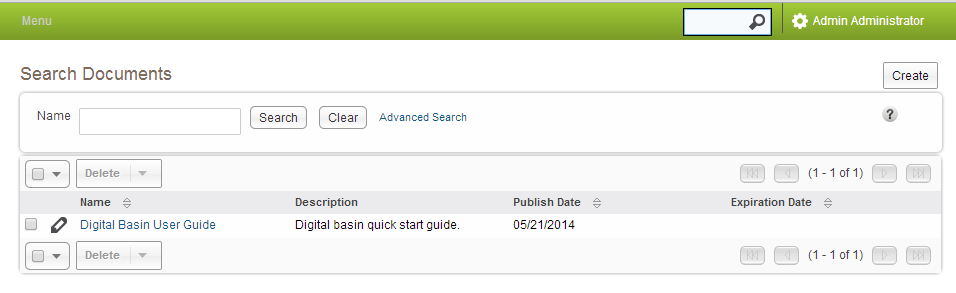 Menu Admin Administrator
Search Documents Create
Name Search Clear Advanced Search ?
Delete (1 - 1 of 1)
Name Description Publish Date Expiration Date
Digital Basin User Guide Digital basin quick start guide. 05/21/2014
Delete (1 - 1 of 1)